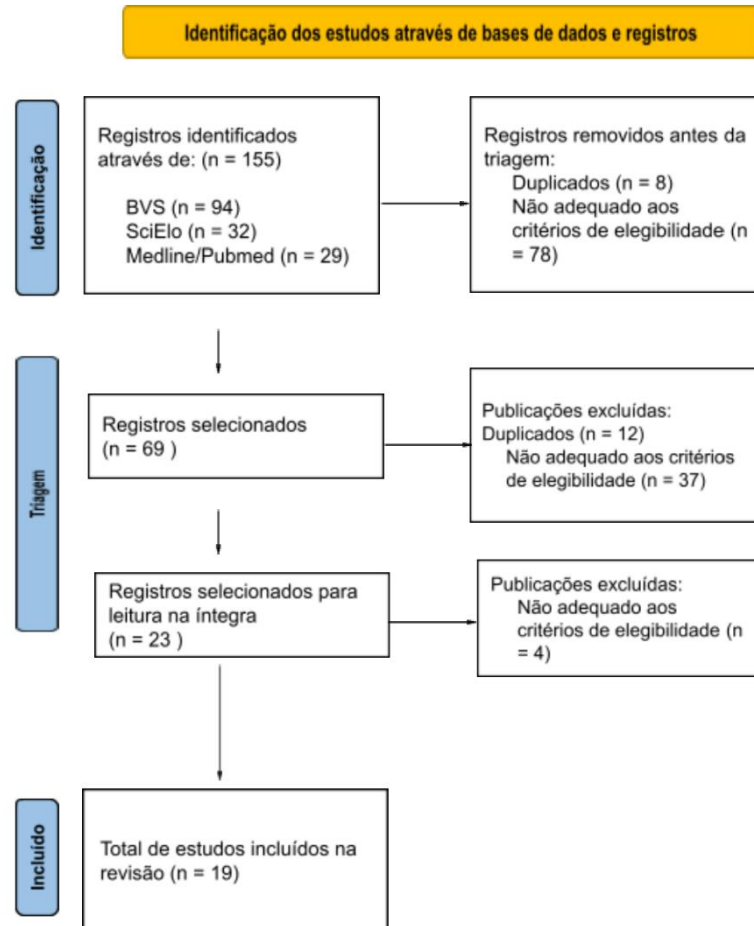 Identificação dos estudos através de bases de dados e registros
Identificação
Registros identificados
através de: (n = 155)
BVS (n = 94)
SciElo (n = 32)
Medline/Pubmed (n = 29)
Registros removidos antes da
triagem:
Duplicados (n = 8)
Não adequado aos
critérios de elegibilidade (n
= 78)
Triagem
Registros selecionados
(n = 69 )
Publicações excluídas:
Duplicados (n = 12)
Não adequado aos critérios
de elegibilidade (n = 37)
Registros selecionados para
leitura na íntegra
(n = 23 )
Publicações excluídas:
Não adequado aos
critérios de elegibilidade (n
= 4)
Incluído
Total de estudos incluídos na
revisão (n = 19)